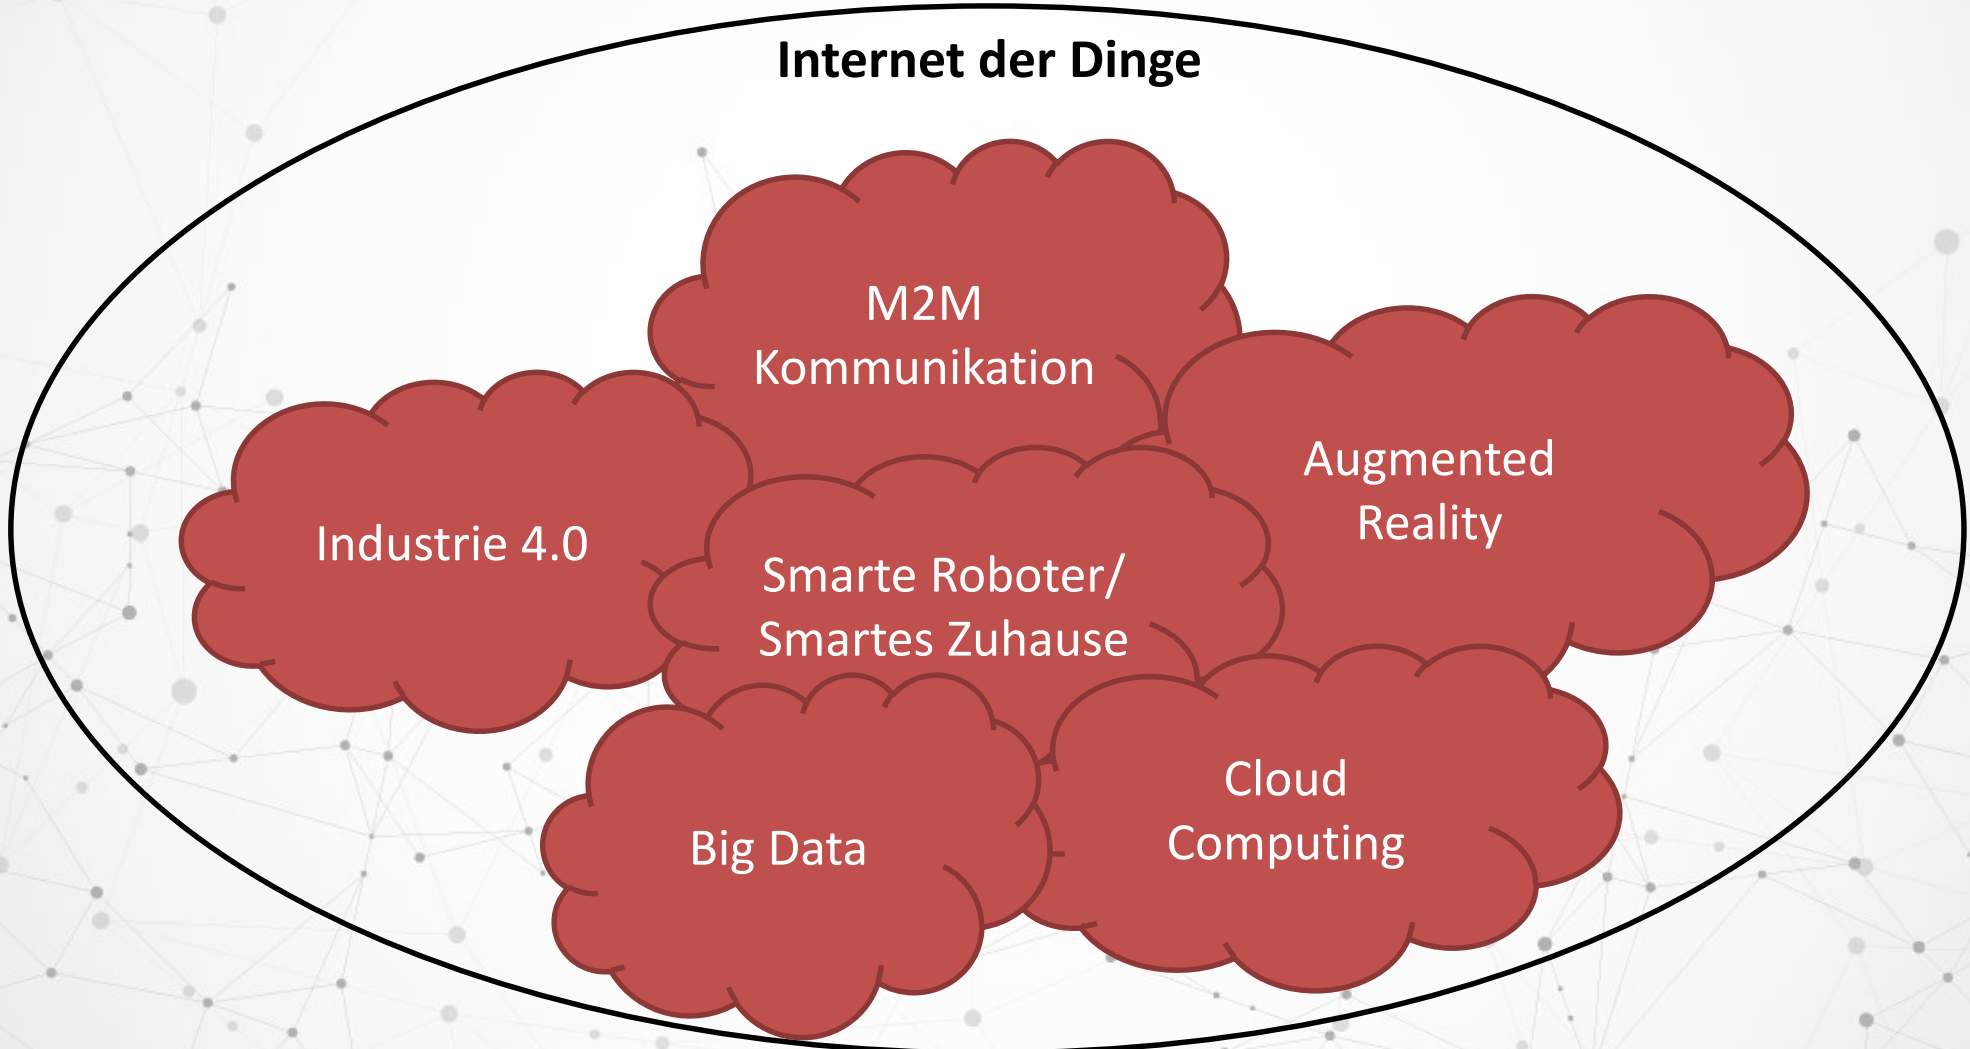 Internet der Dinge
M2M
Kommunikation
Augmented
Reality
Industrie 4.0
Smarte Roboter/
Smartes Zuhause
Cloud
Computing
Big Data